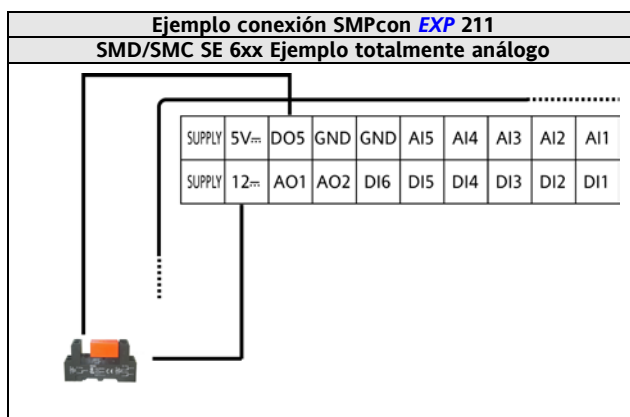 Ejemplo conexión SMPcon EXP 211
SMD/SMC SE 6xx Ejemplo totalmente análogo
SUPPLY 5V⎓ DO5 GND GND AI5 AI4 AI3 AI2 AI1
SUPPLY 12⎓ AO1 AO2 DI6 DI5 DI4 DI3 DI2 DI1